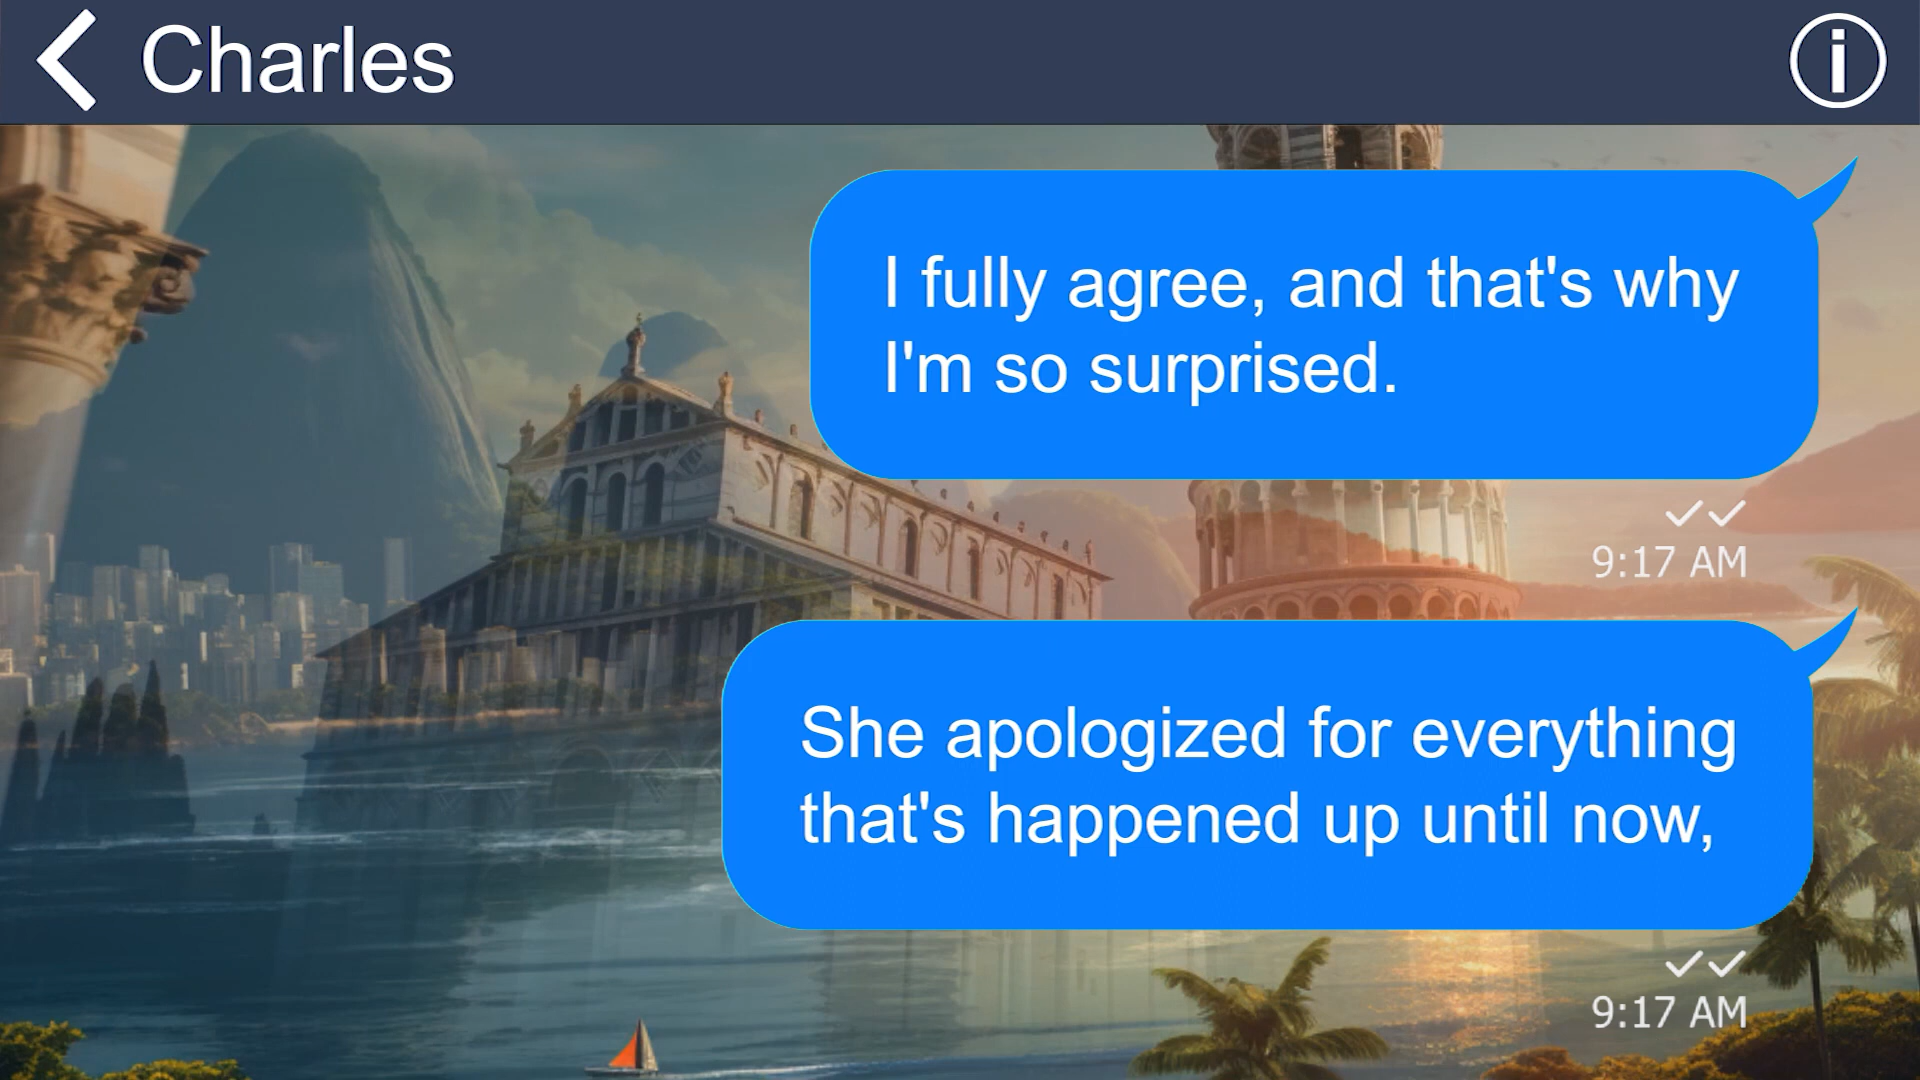 Charles
I fully agree, and that's why
I'm so surprised.
9:17 AM
She apologized for everything
that's happened up until now,
9:17 AM